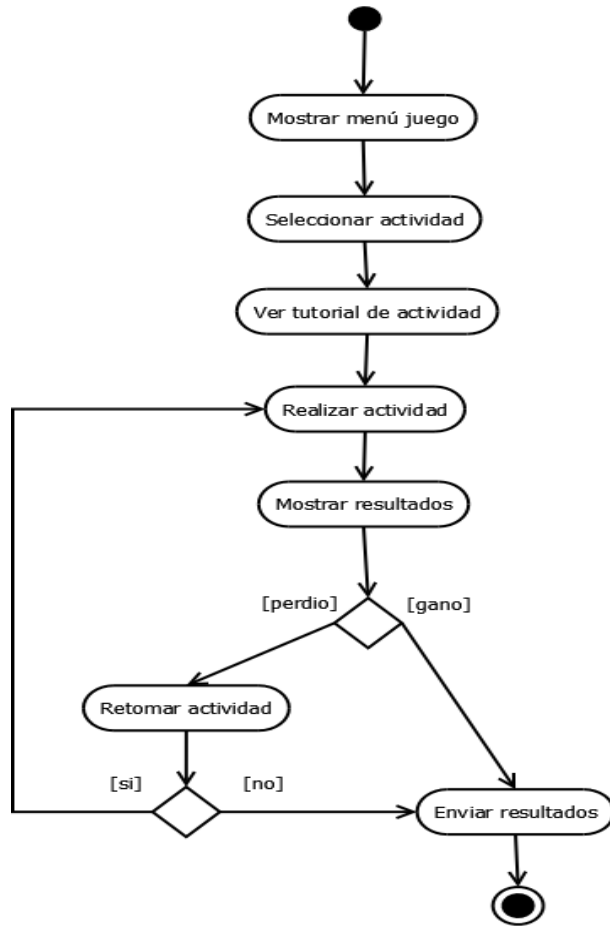 Mostrar menú juego
Seleccionar actividad
Ver tutorial de actividad
Realizar actividad
Mostrar resultados
[perdio]
[gano]
Retomar actividad
[si]
[no]
Enviar resultados